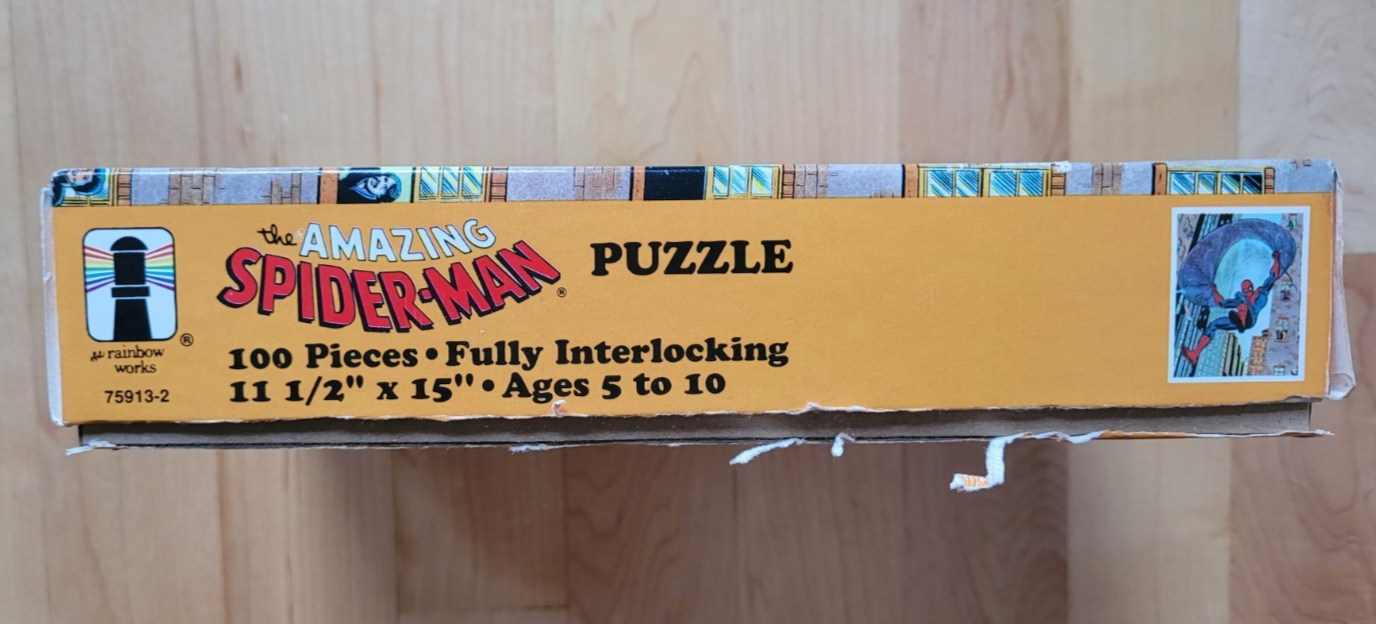 the AMAZING
SPIDER-MAN®
PUZZLE
100 Pieces • Fully Interlocking
11 1/2" x 15" • Ages 5 to 10
®
the rainbow
works
75913-2